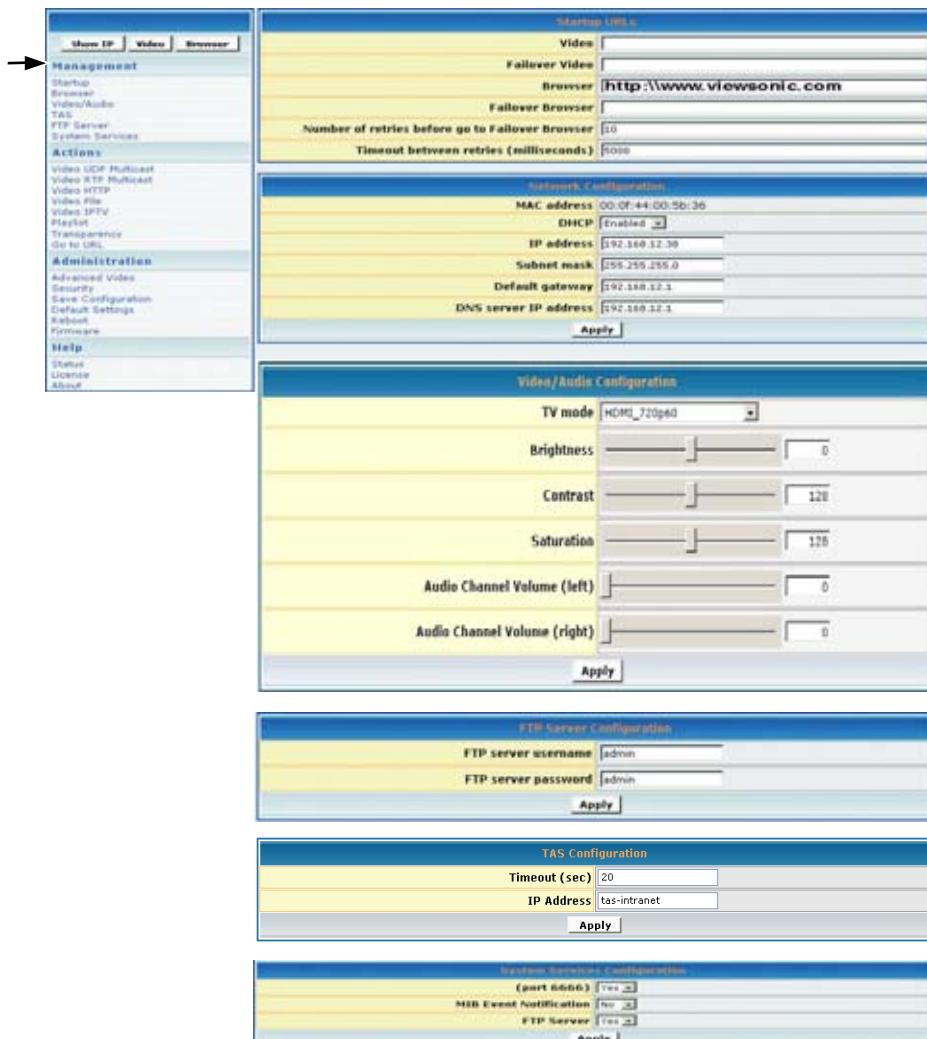 Show IP Video Browser
Management
Startup
Browser
Video/Audio
TAS
FTP Server
System Services
Actions
Video UDP Multicast
Video RTP Multicast
Video HTTP
Video File
Video IPTV
Playlist
Transparence
Go to URL
Administration
Advanced Video
Security
Save Configuration
Default Settings
Reboot
Firmware
Help
Status
License
About
Startup URLs
Video
Failover Video
Browser http:\\www.viewsonic.com
Failover Browser
Number of retries before go to Failover Browser 10
Timeout between retries (milliseconds) 5000
Network Configuration
MAC address 00:0f:44:00:5b:36
DHCP Enabled
IP address 192.168.12.30
Subnet mask 255.255.255.0
Default gateway 192.168.12.1
DNS server IP address 192.168.12.1
Apply
Video/Audio Configuration
TV mode HDMI_720p60
Brightness 0
Contrast 128
Saturation 128
Audio Channel Volume (left) 0
Audio Channel Volume (right) 0
Apply
FTP Server Configuration
FTP server username admin
FTP server password admin
Apply
TAS Configuration
Timeout (sec) 20
IP Address tas-intranet
Apply
System Services Configuration
(port 6666) Yes
MIB Event Notification No
FTP Server Yes
Apply